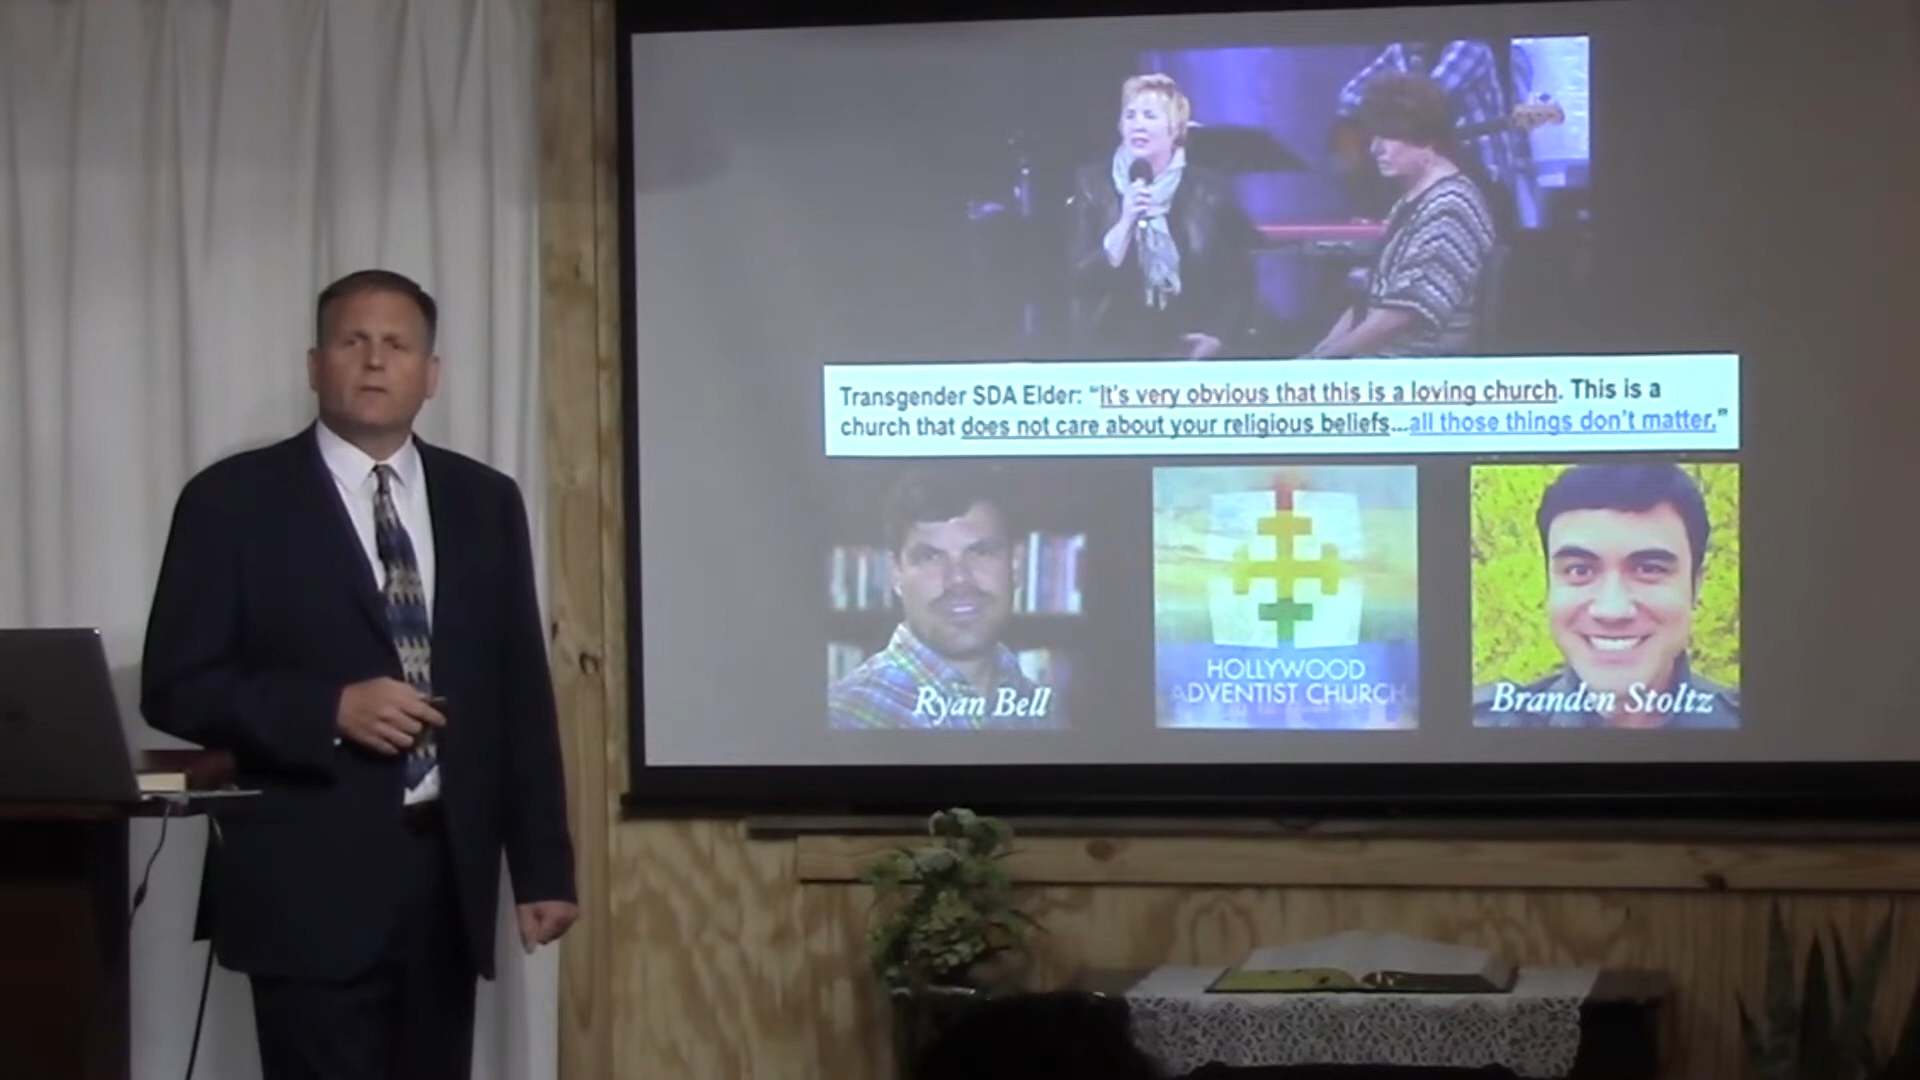 Transgender SDA Elder: “It’s very obvious that this is a loving church. This is a
church that does not care about your religious beliefs...all those things don’t matter.”
Ryan Bell
HOLLYWOOD
ADVENTIST CHURCH
Branden Stoltz